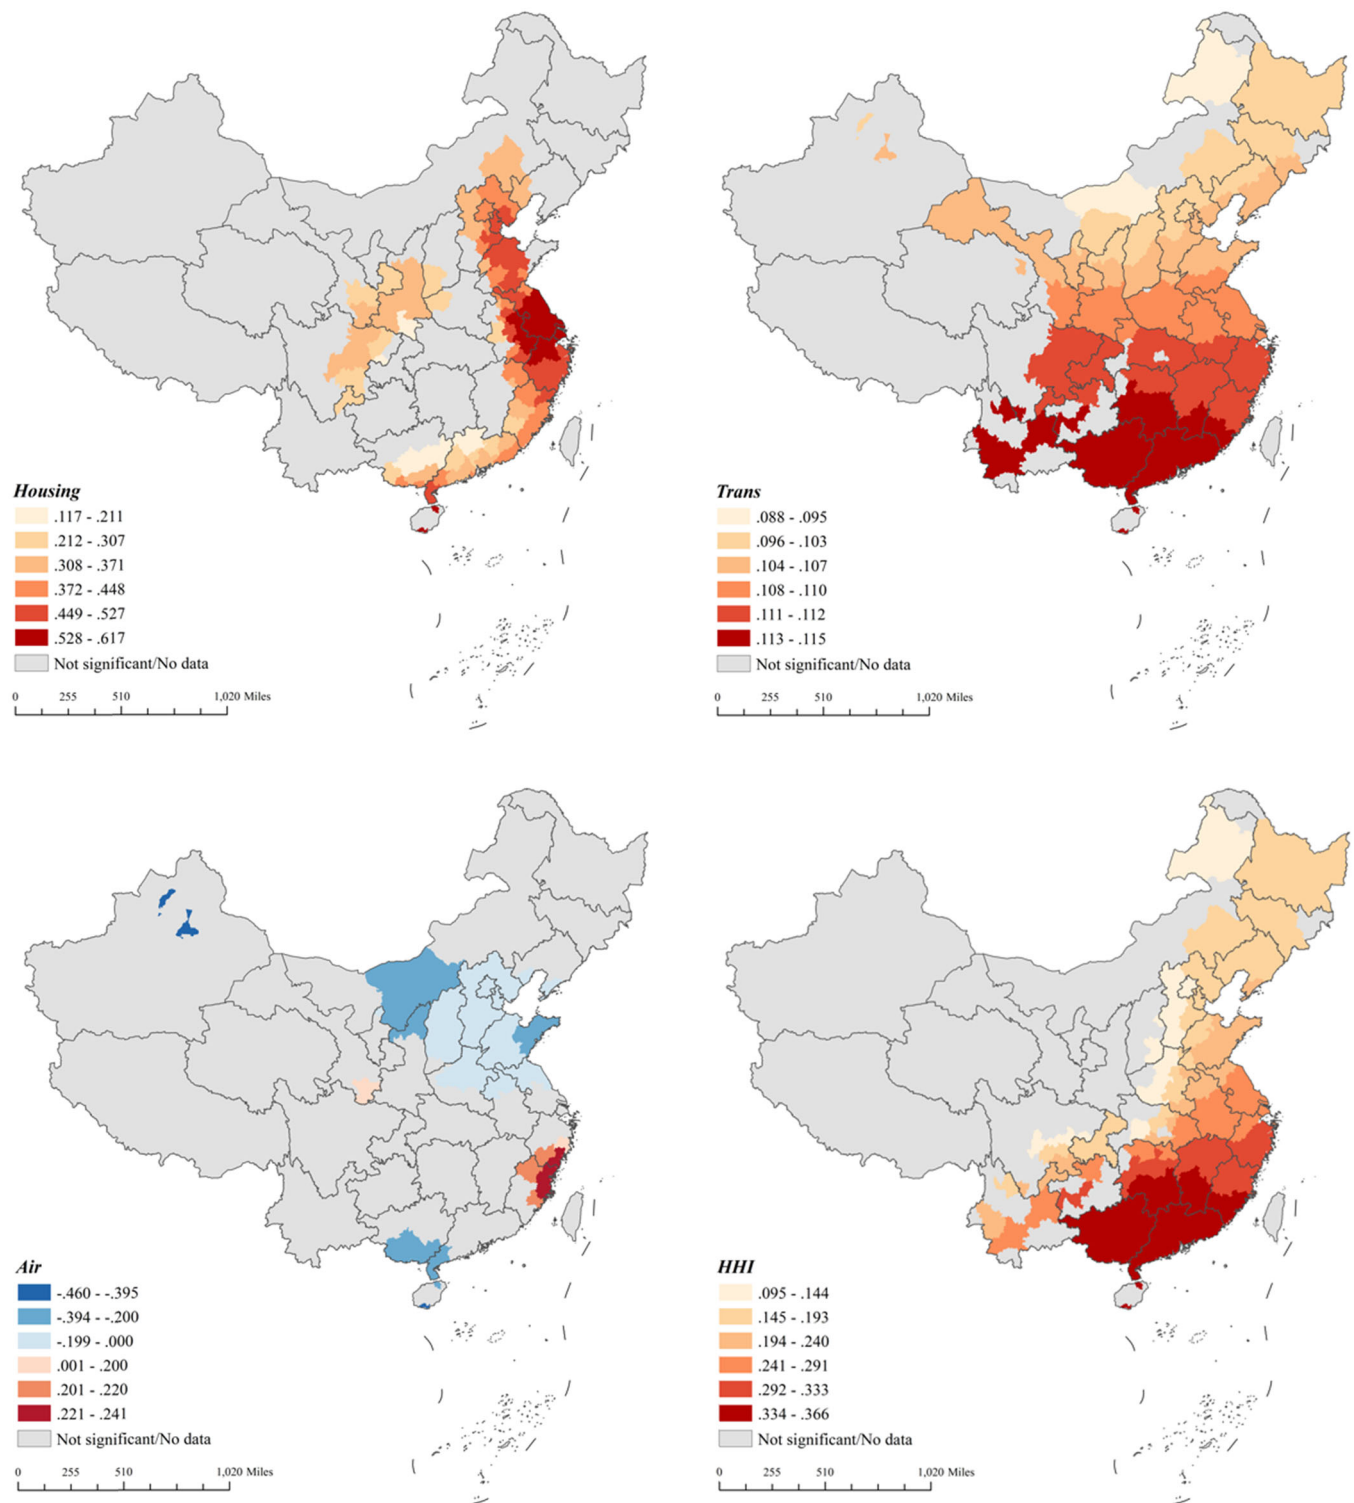 Housing
.117 - .211
.212 - .307
.308 - .371
.372 - .448
.449 - .527
.528 - .617
Not significant/No data
0 255 510 1,020 Miles
Trans
.088 - .095
.096 - .103
.104 - .107
.108 - .110
.111 - .112
.113 - .115
Not significant/No data
0 255 510 1,020 Miles
Air
-.460 - -.395
-.394 - -.200
-.199 - .000
.001 - .200
.201 - .220
.221 - .241
Not significant/No data
0 255 510 1,020 Miles
HHI
.095 - .144
.145 - .193
.194 - .240
.241 - .291
.292 - .333
.334 - .366
Not significant/No data
0 255 510 1,020 Miles